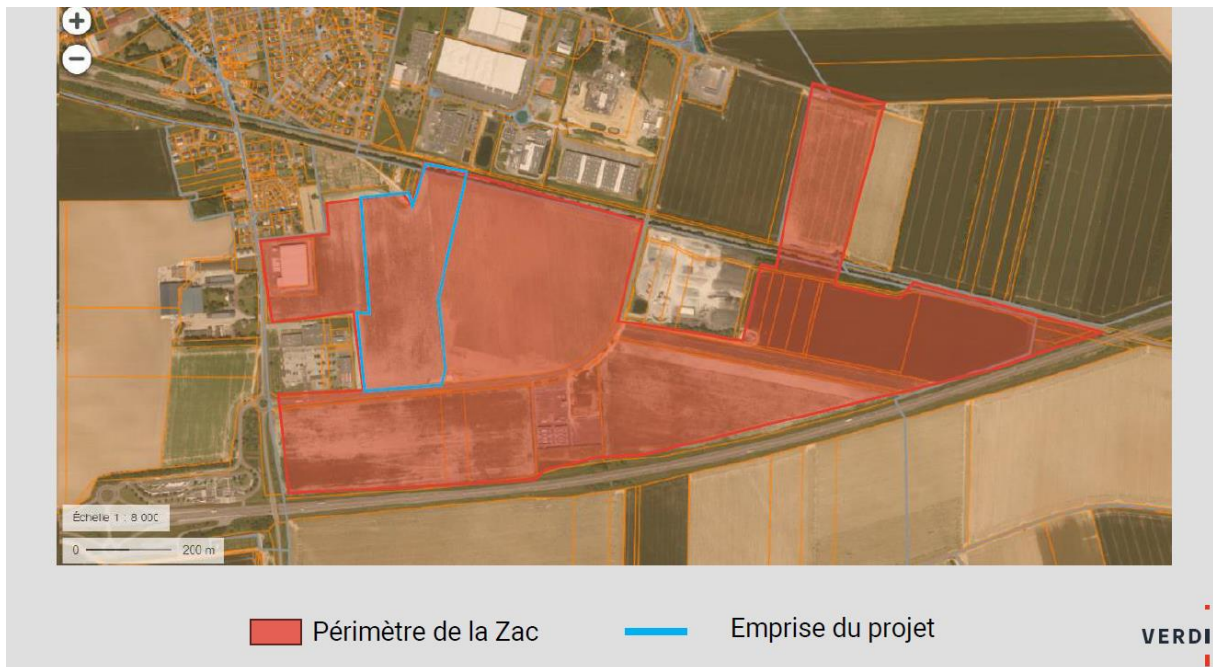 +
−
Échelle 1 : 8 000
0 200 m
Périmètre de la Zac
Emprise du projet
VERDI